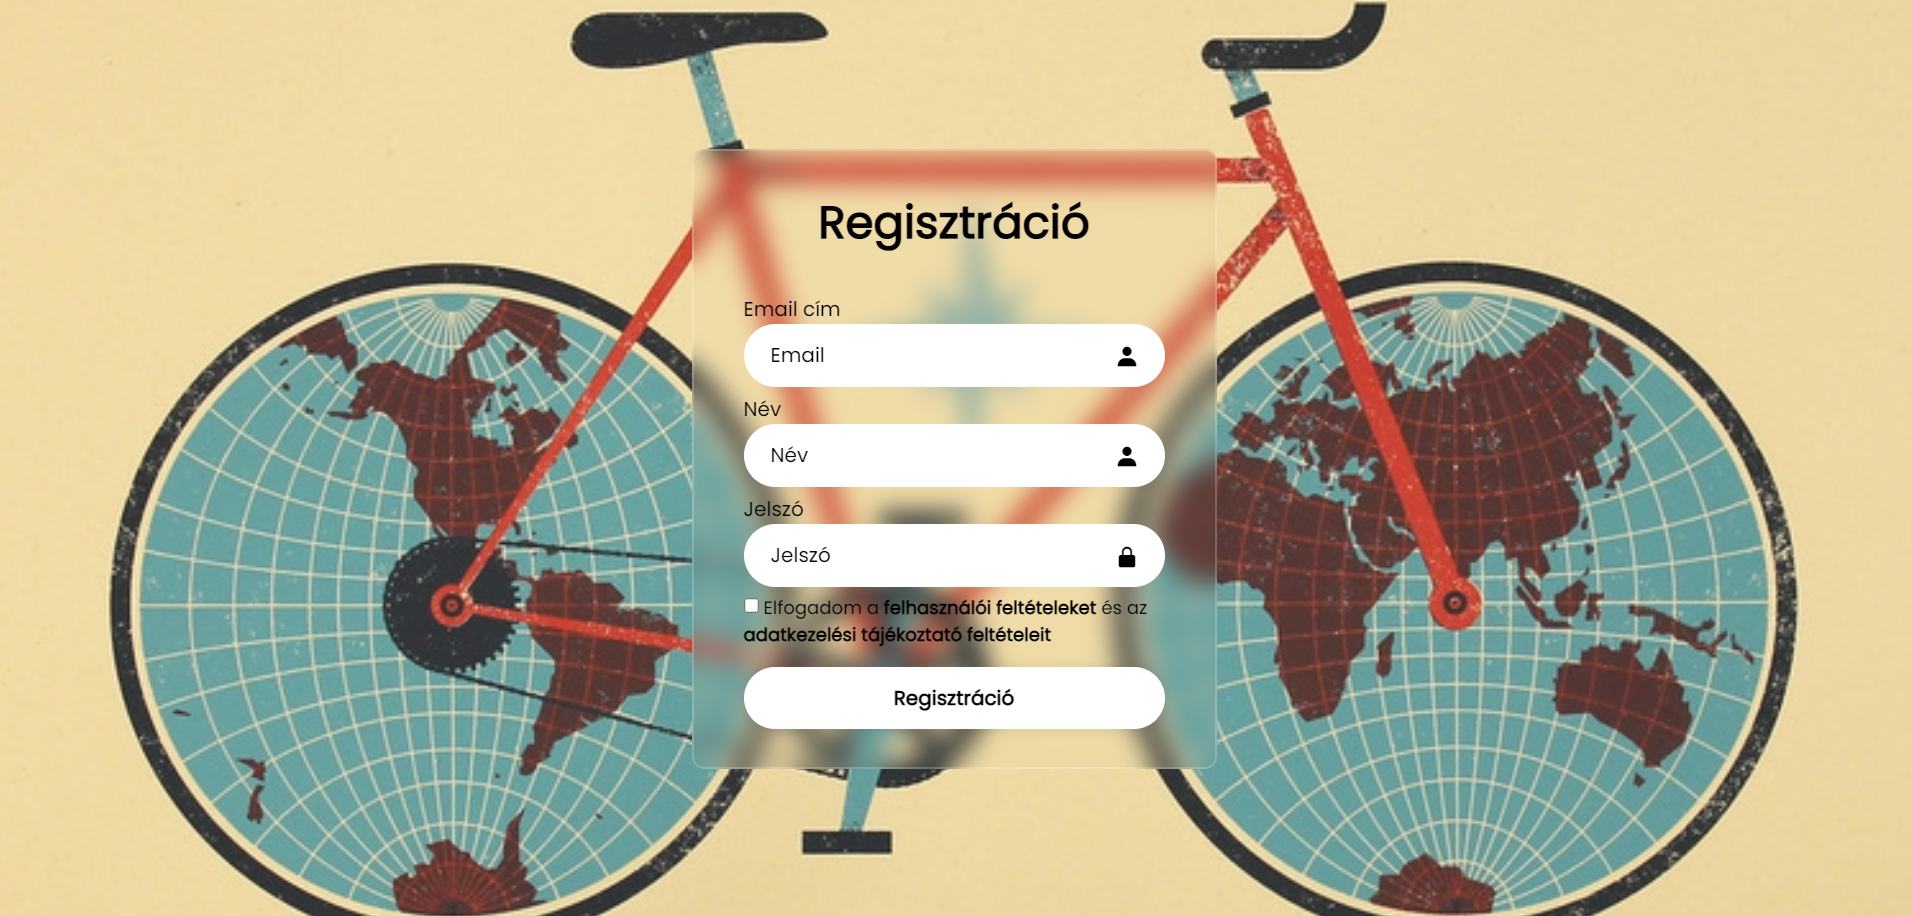 Regisztráció
Email cím
Email
Név
Név
Jelszó
Jelszó
Elfogadom a felhasználói feltételeket és az
adatkezelési tájékoztató feltételeit
Regisztráció